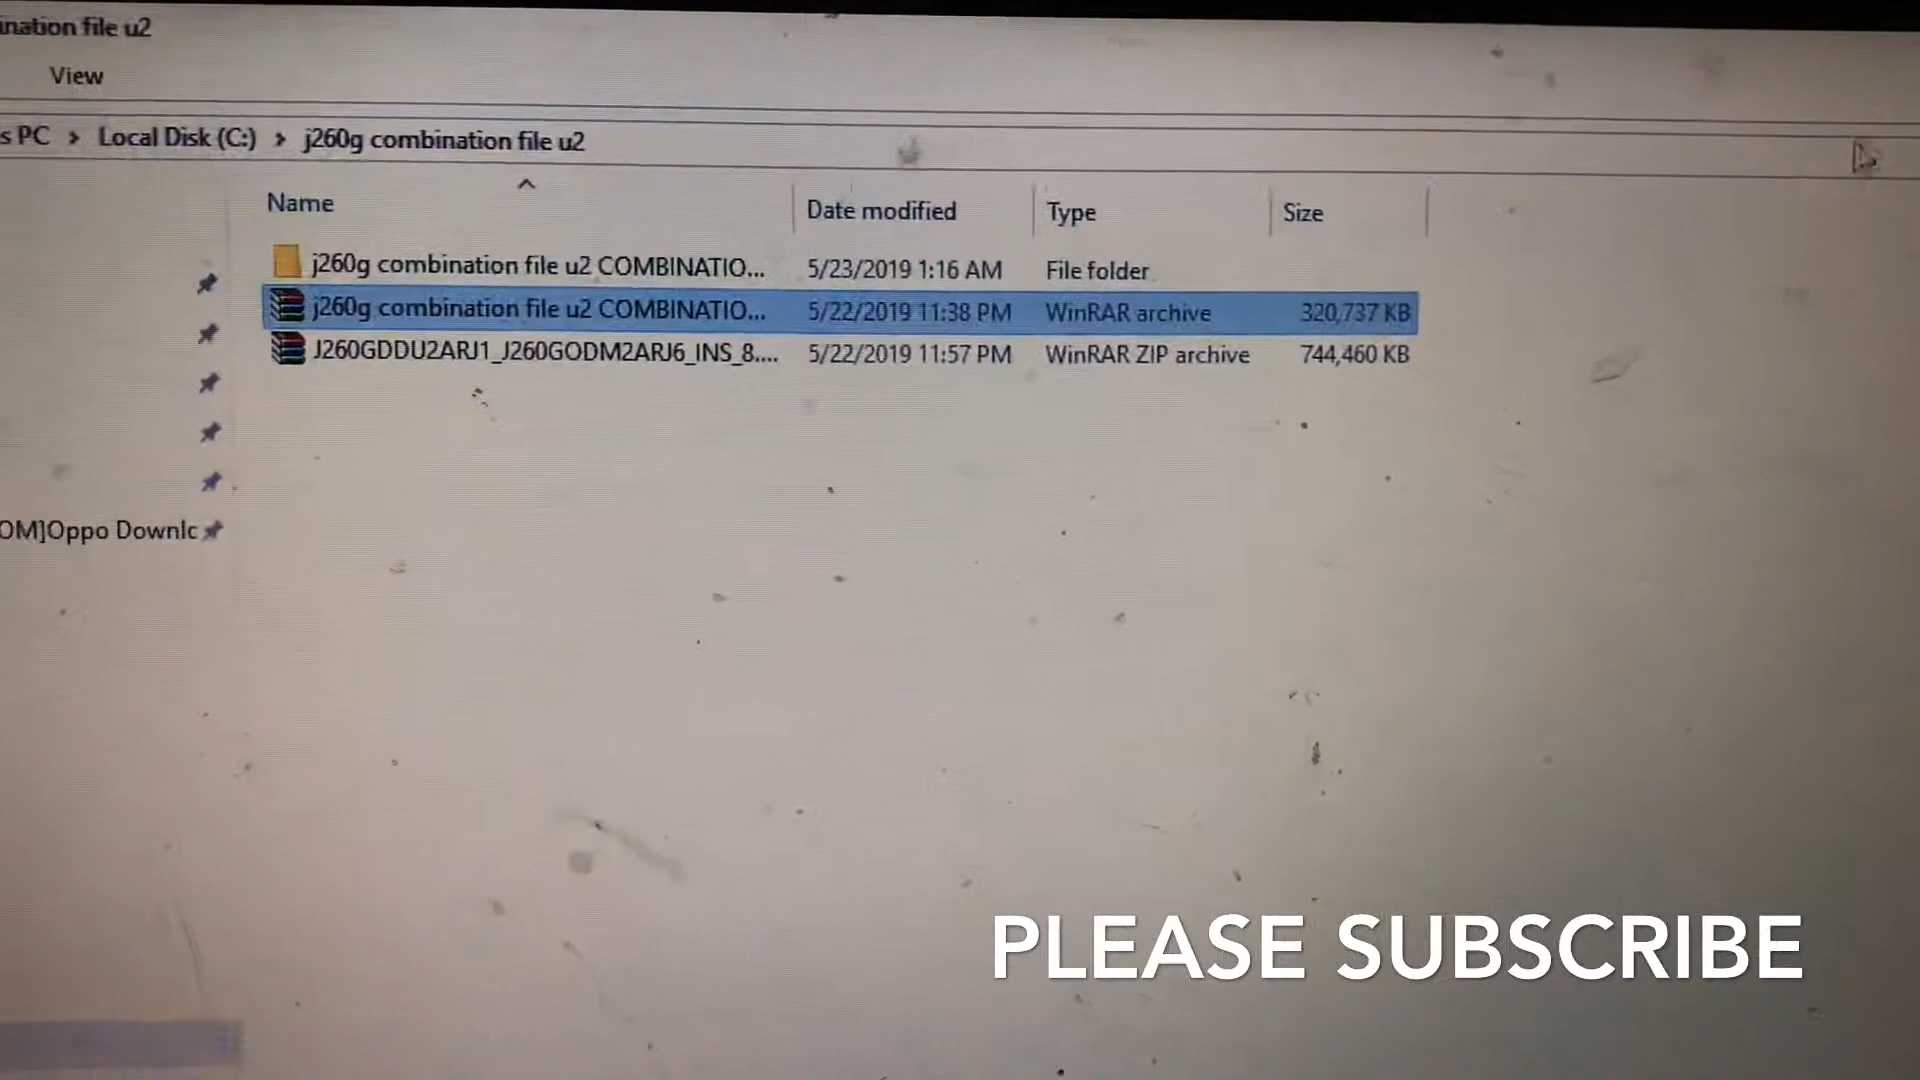 ination file u2
View
s PC > Local Disk (C:) > j260g combination file u2
Name Date modified Type Size
j260g combination file u2 COMBINATIO... 5/23/2019 1:16 AM File folder
j260g combination file u2 COMBINATIO... 5/22/2019 11:38 PM WinRAR archive 320,737 KB
J260GDDU2ARJ1_J260GODM2ARJ6_INS_8.... 5/22/2019 11:57 PM WinRAR ZIP archive 744,460 KB
OM]Oppo Downlc
PLEASE SUBSCRIBE